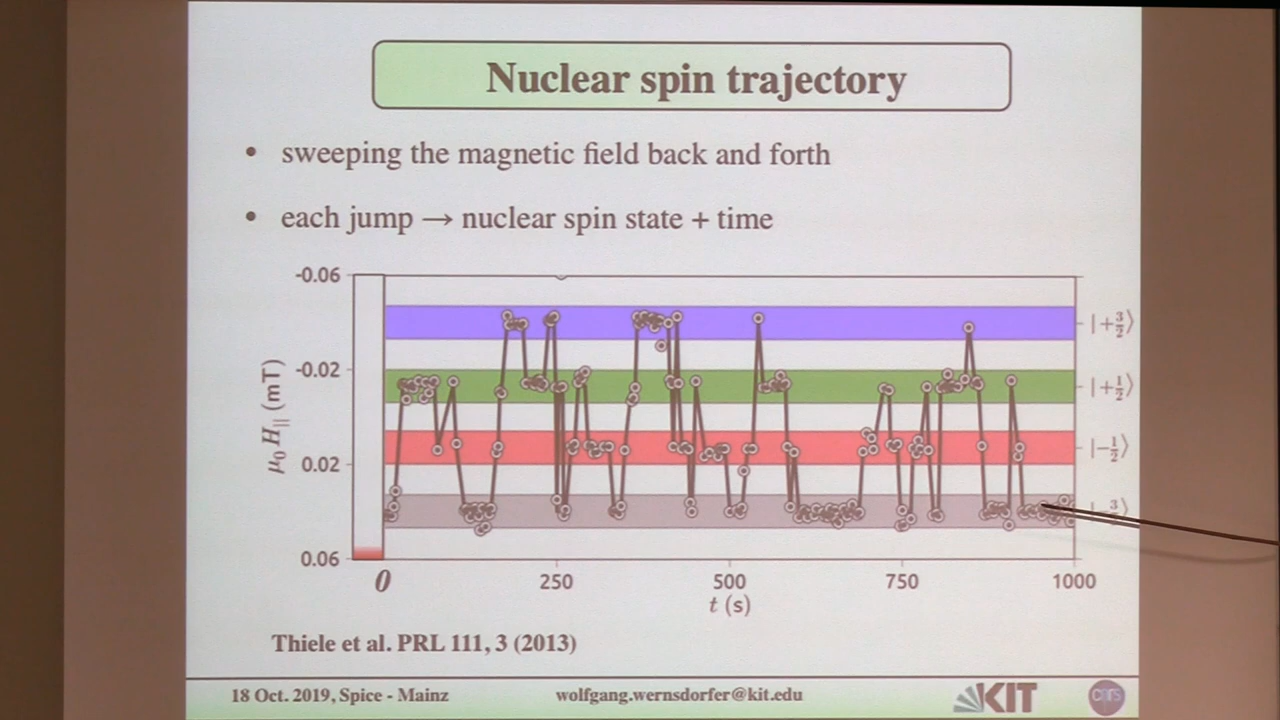 Nuclear spin trajectory
• sweeping the magnetic field back and forth
• each jump → nuclear spin state + time
-0.06
-0.02
0.02
0.06
μ₀H∥ (mT)
|+3/2⟩
|+1/2⟩
|-1/2⟩
0 250 500 750 1000
t (s)
Thiele et al. PRL 111, 3 (2013)
18 Oct. 2019, Spice - Mainz wolfgang.wernsdorfer@kit.edu KIT cnrs